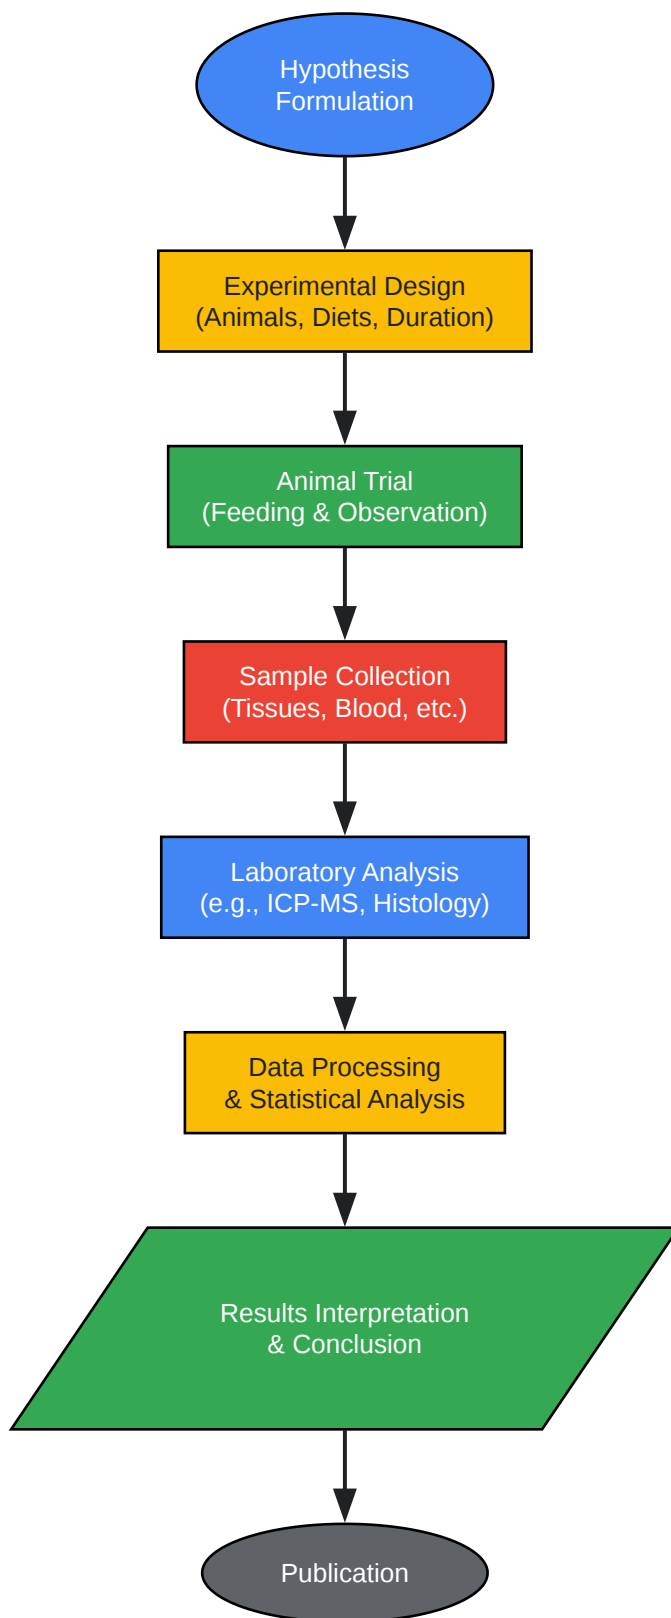 Hypothesis
Formulation
Experimental Design
(Animals, Diets, Duration)
Animal Trial
(Feeding & Observation)
Sample Collection
(Tissues, Blood, etc.)
Laboratory Analysis
(e.g., ICP-MS, Histology)
Data Processing
& Statistical Analysis
Results Interpretation
& Conclusion
Publication